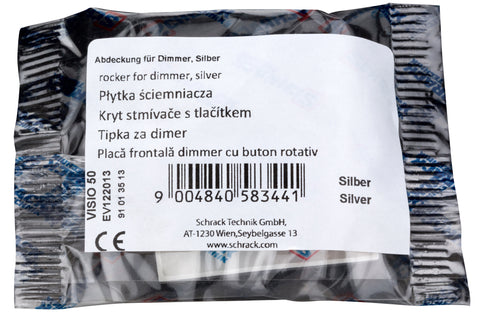 Abdeckung für Dimmer, Silber
rocker for dimmer, silver
Płytka ściemniacza
Kryt stmívače s tlačítkem
Tipka za dimer
Placă frontală dimmer cu buton rotativ
VISIO 50
EV122013
91 01 35 13
CE
9 004840 583441
Silber
Silver
Schrack Technik GmbH,
AT-1230 Wien,Seybelgasse 13
www.schrack.com